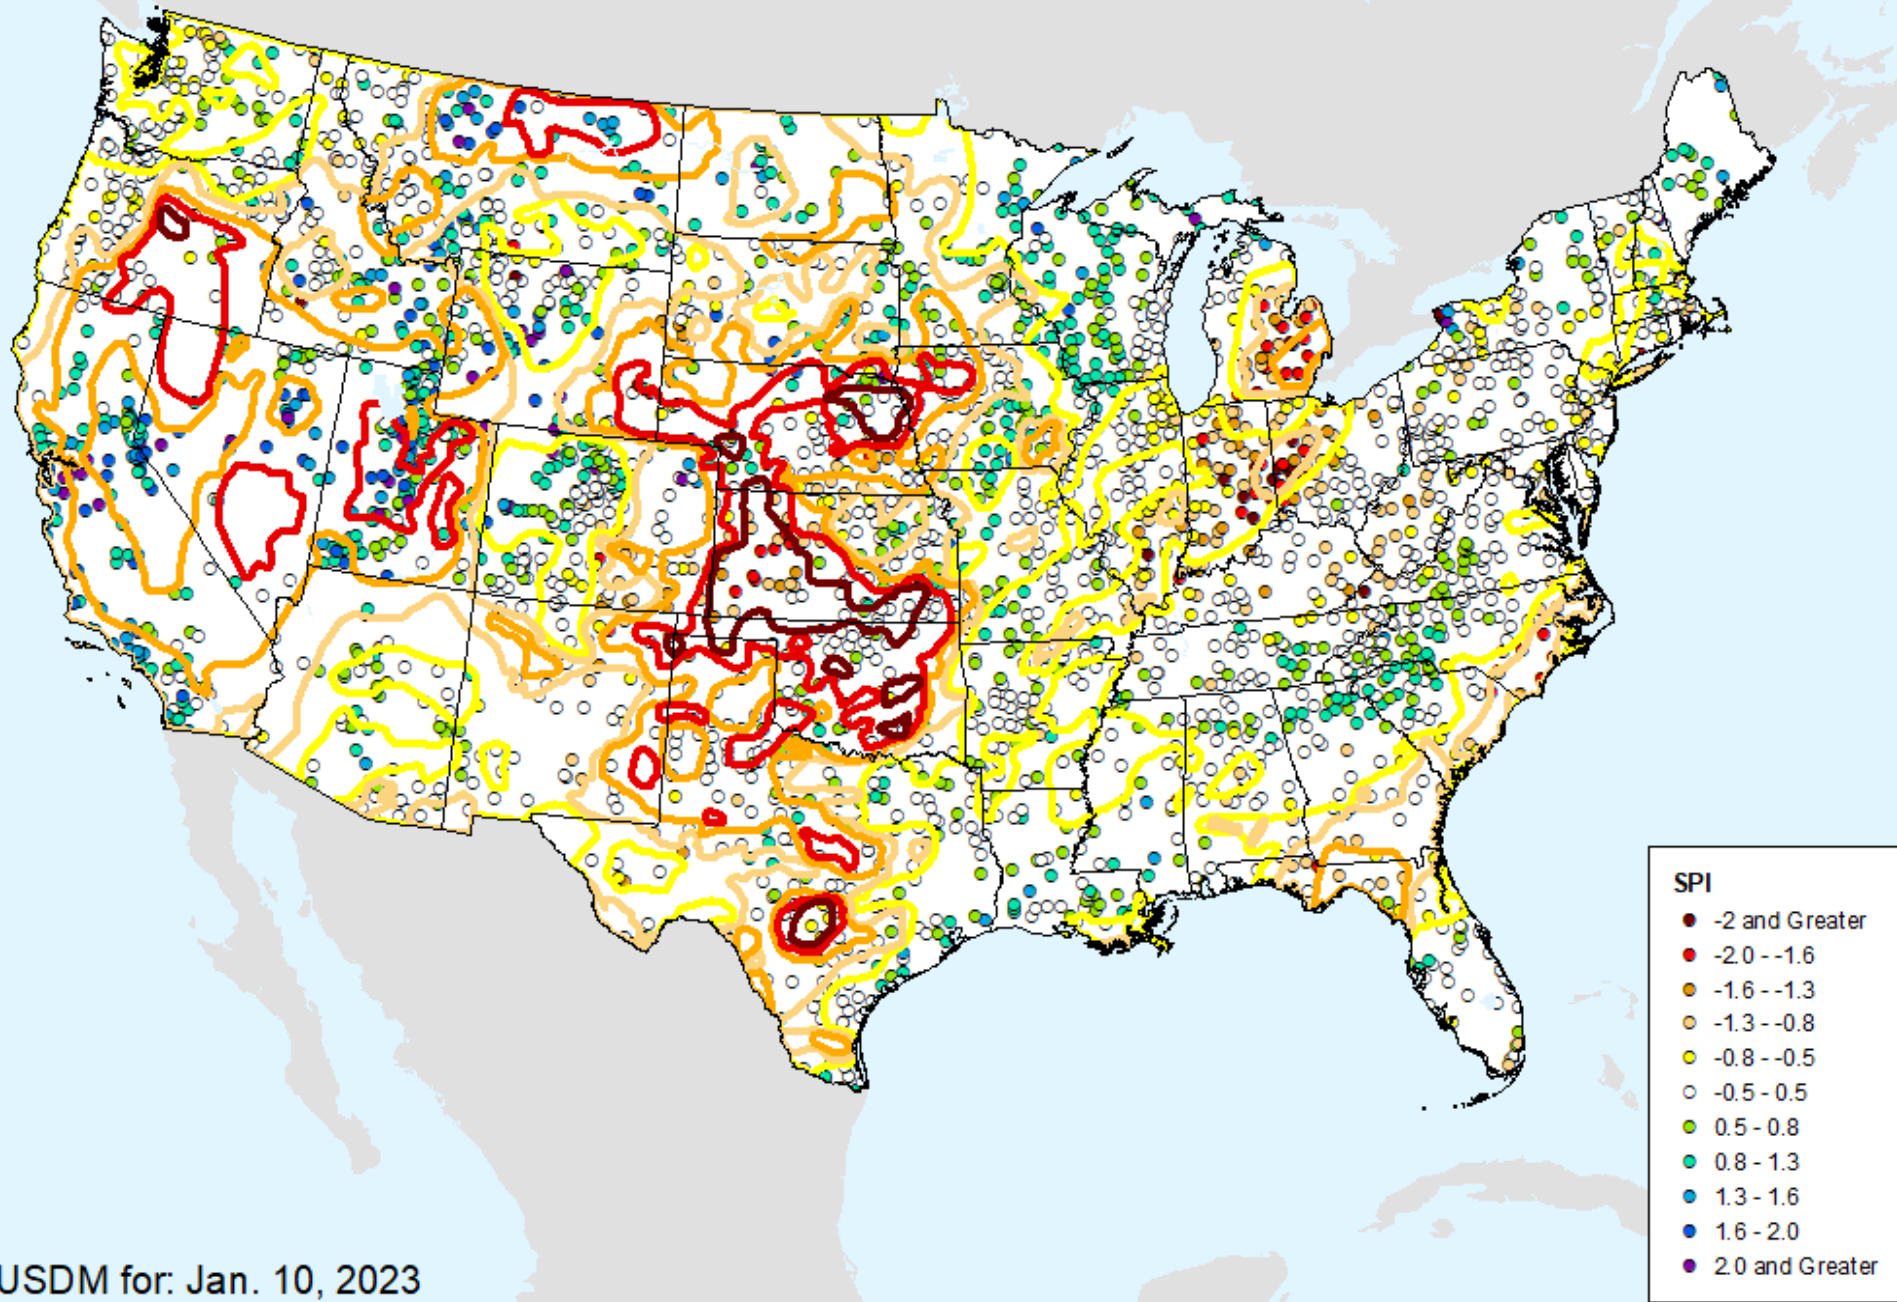 SPI
-2 and Greater
-2.0 - -1.6
-1.6 - -1.3
-1.3 - -0.8
-0.8 - -0.5
-0.5 - 0.5
0.5 - 0.8
0.8 - 1.3
1.3 - 1.6
1.6 - 2.0
2.0 and Greater
USDM for: Jan. 10, 2023